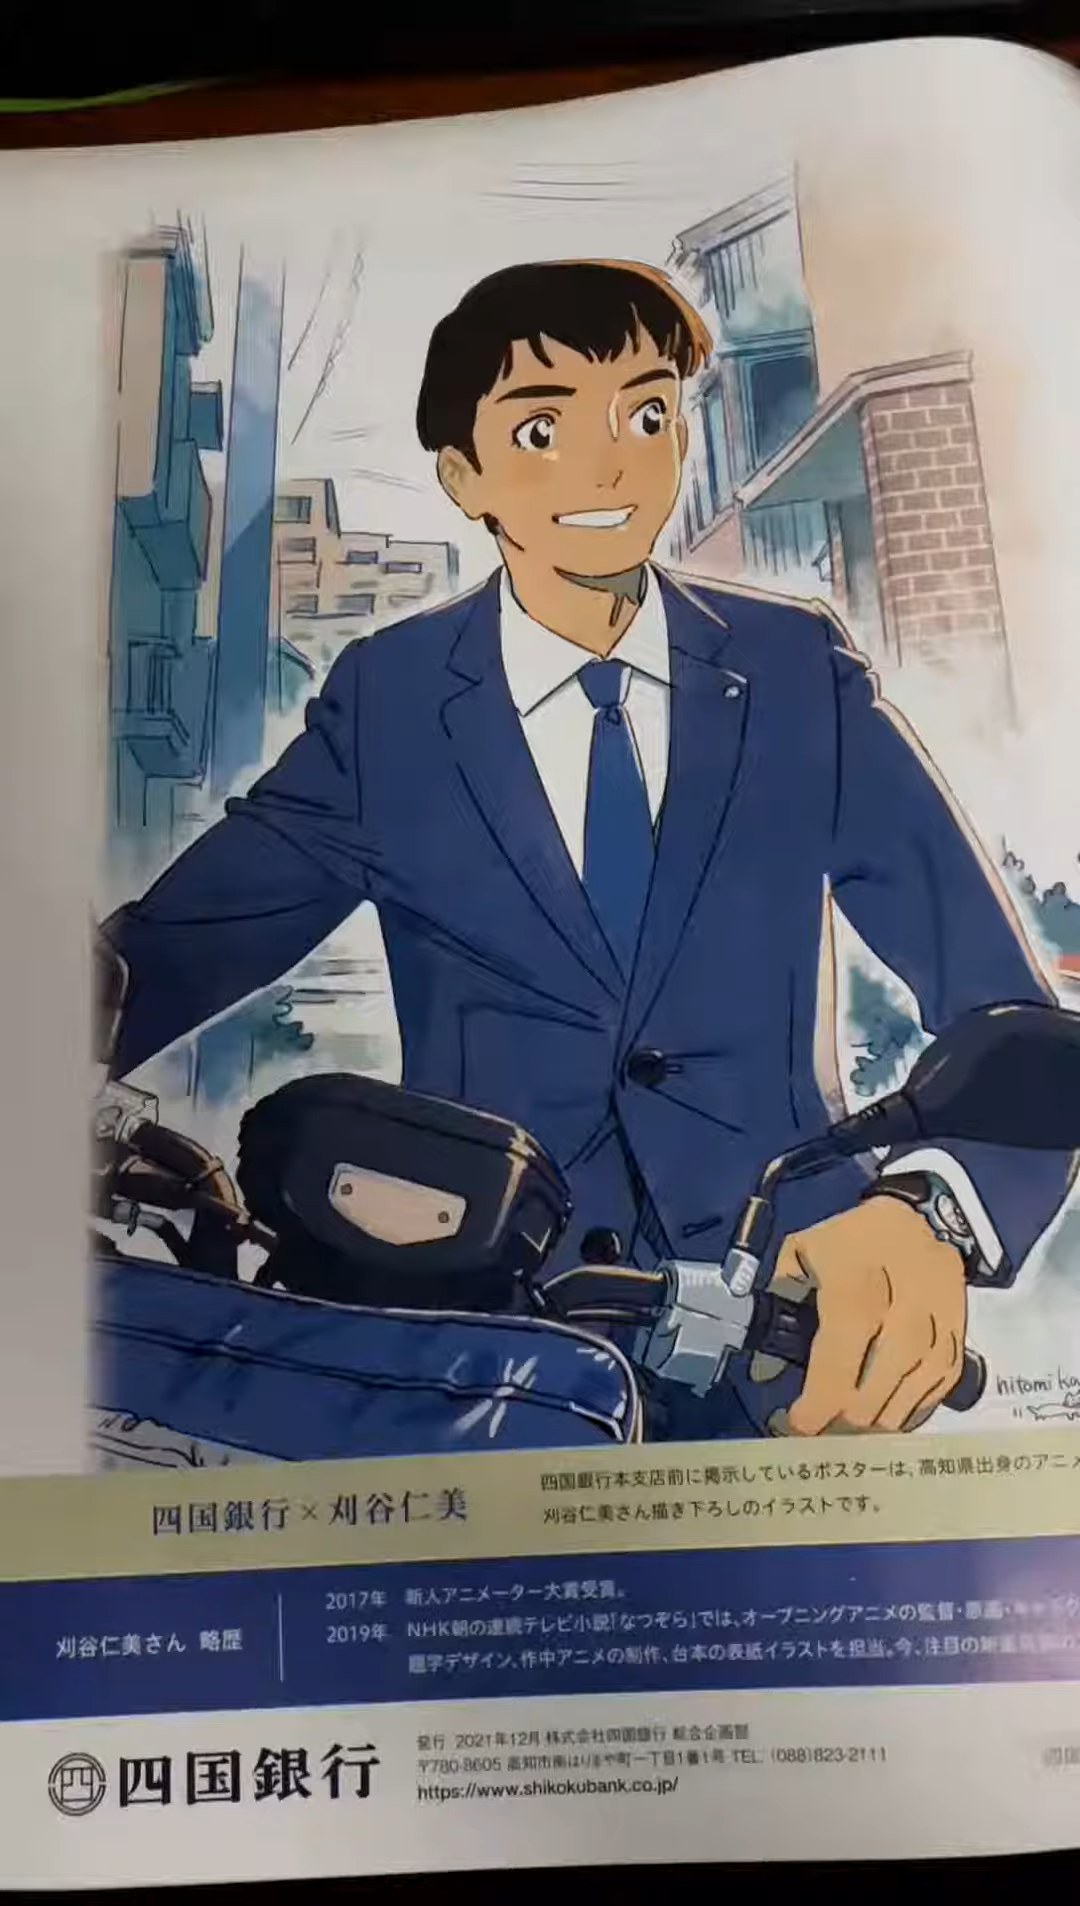 hitomi ka
四国銀行×刈谷仁美
四国銀行本支店前に掲示しているポスターは、高知県出身のアニメ
刈谷仁美さん描き下ろしのイラストです。
刈谷仁美さん 略歴
2017年 新人アニメーター大賞受賞。
2019年 NHK朝の連続テレビ小説「なつぞら」では、オープニングアニメの監督・原画・キャラク
題字デザイン、作中アニメの制作、台本の表紙イラストを担当。今、注目の
四国銀行
発行 2021年12月 株式会社四国銀行 総合企画部
〒780-8605 高知市南はりまや町一丁目1番1号 TEL. (088)823-2111
https://www.shikokubank.co.jp/